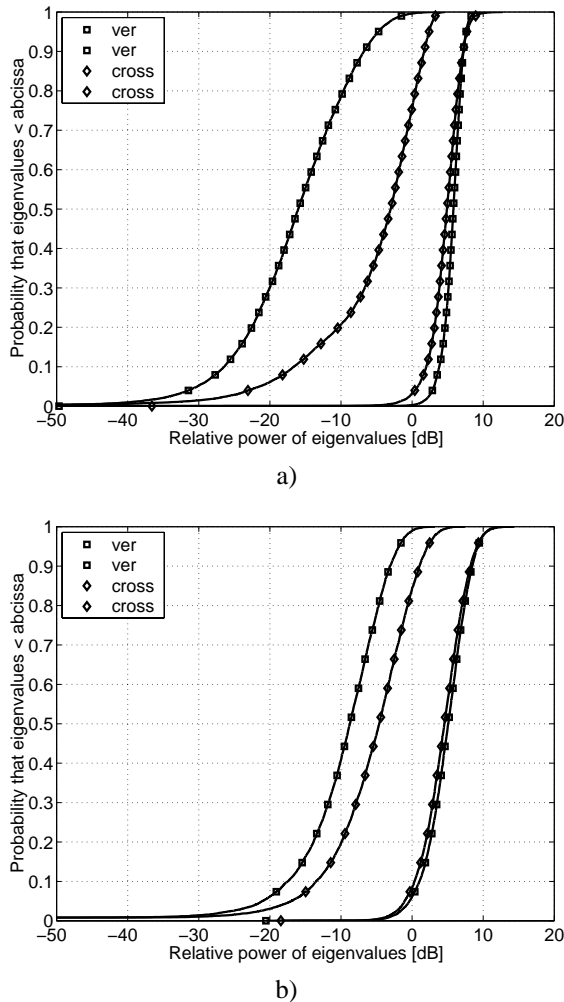 1
0.9
0.8
0.7
0.6
0.5
0.4
0.3
0.2
0.1
0
Probability that eigenvalues < abcissa
ver
ver
cross
cross
−50 −40 −30 −20 −10 0 10 20
Relative power of eigenvalues [dB]
a)
1
0.9
0.8
0.7
0.6
0.5
0.4
0.3
0.2
0.1
0
Probability that eigenvalues < abcissa
ver
ver
cross
cross
−50 −40 −30 −20 −10 0 10 20
Relative power of eigenvalues [dB]
b)